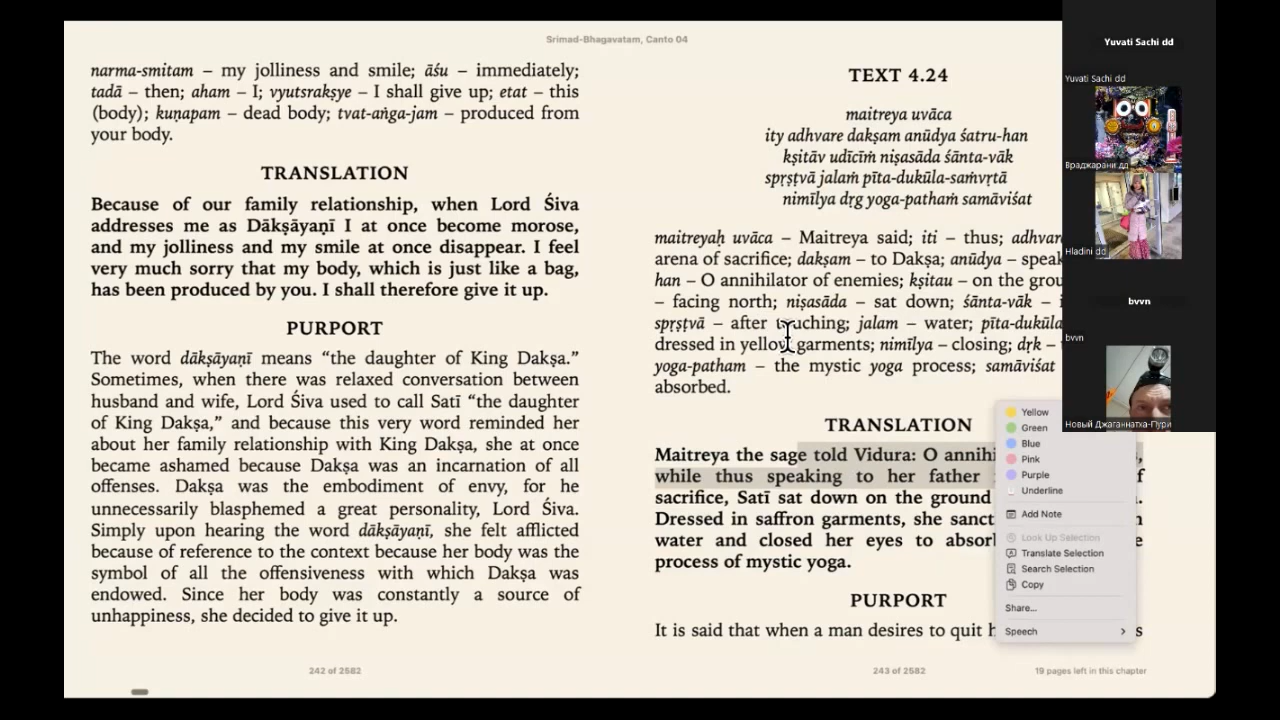 Srimad-Bhagavatam, Canto 04
narma-smitam – my jolliness and smile; āśu – immediately;
tadā – then; aham – I; vyutsrakṣye – I shall give up; etat – this
(body); kuṇapam – dead body; tvat-aṅga-jam – produced from
your body.
TRANSLATION
Because of our family relationship, when Lord Śiva
addresses me as Dākṣāyaṇī I at once become morose,
and my jolliness and my smile at once disappear. I feel
very much sorry that my body, which is just like a bag,
has been produced by you. I shall therefore give it up.
PURPORT
The word dākṣāyaṇī means “the daughter of King Dakṣa.”
Sometimes, when there was relaxed conversation between
husband and wife, Lord Śiva used to call Satī “the daughter
of King Dakṣa,” and because this very word reminded her
about her family relationship with King Dakṣa, she at once
became ashamed because Dakṣa was an incarnation of all
offenses. Dakṣa was the embodiment of envy, for he
unnecessarily blasphemed a great personality, Lord Śiva.
Simply upon hearing the word dākṣāyaṇī, she felt afflicted
because of reference to the context because her body was the
symbol of all the offensiveness with which Dakṣa was
endowed. Since her body was constantly a source of
unhappiness, she decided to give it up.
242 of 2582
TEXT 4.24
maitreya uvāca
ity adhvare dakṣam anūdya śatru-han
kṣitāv udīcīṁ niṣasāda śānta-vāk
spṛṣṭvā jalaṁ pīta-dukūla-saṁvṛtā
nimīlya dṛg yoga-pathaṁ samāviśat
maitreyaḥ uvāca – Maitreya said; iti – thus; adhvar
arena of sacrifice; dakṣam – to Dakṣa; anūdya – speak
han – O annihilator of enemies; kṣitau – on the grou
– facing north; niṣasāda – sat down; śānta-vāk –
spṛṣṭvā – after touching; jalam – water; pīta-dukūla
dressed in yellow garments; nimīlya – closing; dṛk –
yoga-patham – the mystic yoga process; samāviśat
absorbed.
TRANSLATION
Maitreya the sage told Vidura: O annihi
while thus speaking to her father
sacrifice, Satī sat down on the ground
Dressed in saffron garments, she sanct
water and closed her eyes to absor
process of mystic yoga.
PURPORT
It is said that when a man desires to quit h
243 of 2582
19 pages left in this chapter
Yellow
Green
Blue
Pink
Purple
Underline
Add Note
Look Up Selection
Translate Selection
Search Selection
Copy
Share...
Speech
Yuvati Sachi dd
Yuvati Sachi dd
Враджарани дд
Hladini dd
bvvn
bvvn
Новый Джаганнатха-Пури